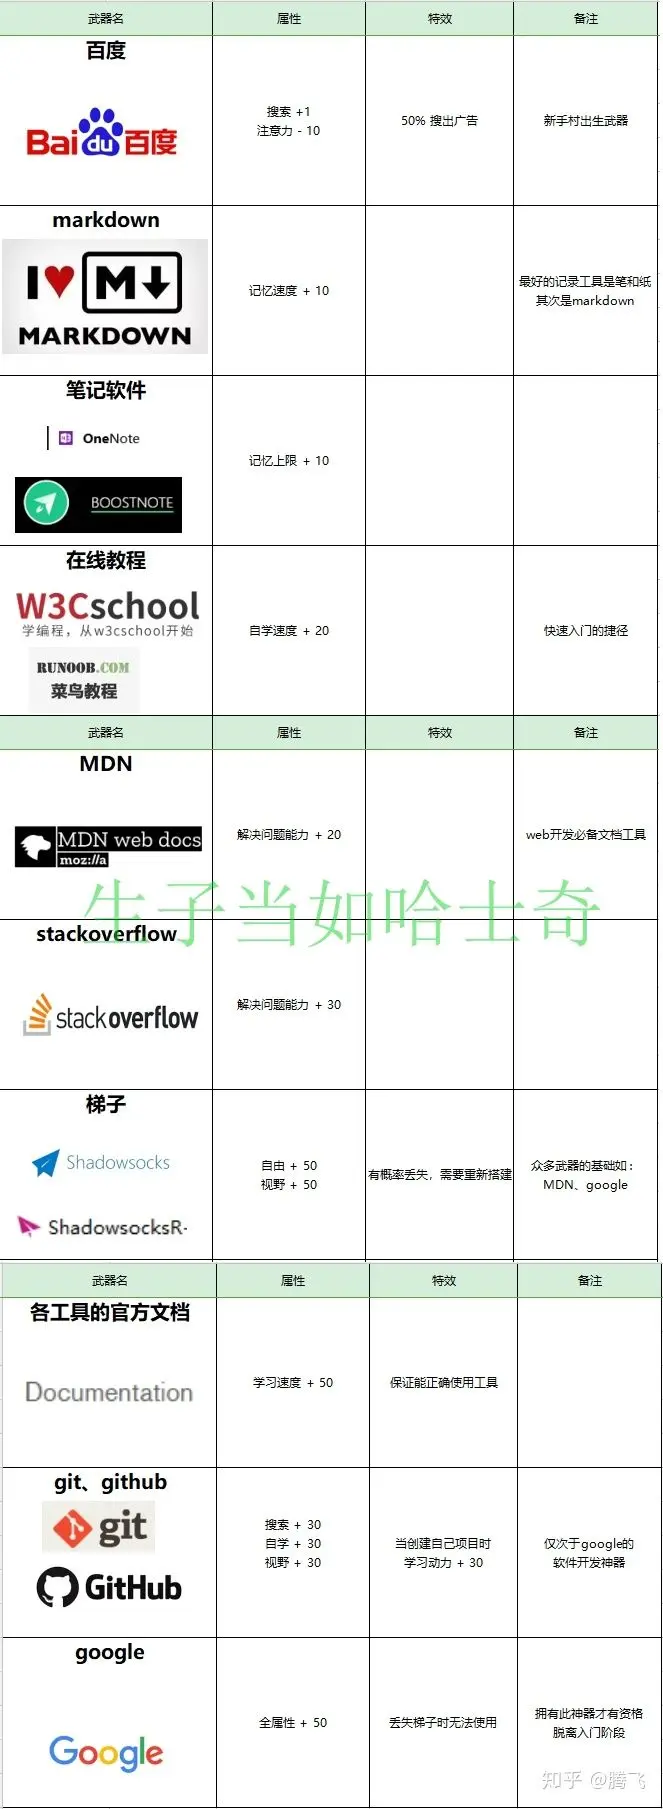 武器名 属性 特效 备注
百度
Bai du 百度
搜索 +1
注意力 - 10
50% 搜出广告
新手村出生武器
markdown
I M
MARKDOWN
记忆速度 + 10
最好的记录工具是笔和纸
其次是markdown
笔记软件
OneNote
BOOSTNOTE
记忆上限 + 10
在线教程
W3Cschool
学编程，从w3cschool开始
RUNOOB.COM
菜鸟教程
自学速度 + 20
快速入门的捷径
武器名 属性 特效 备注
MDN
MDN web docs
moz://a
解决问题能力 + 20
web开发必备文档工具
生子当如哈士奇
stackoverflow
stackoverflow
解决问题能力 + 30
梯子
Shadowsocks
ShadowsocksR-
自由 + 50
视野 + 50
有概率丢失，需要重新搭建
众多武器的基础如：
MDN、google
武器名 属性 特效 备注
各工具的官方文档
Documentation
学习速度 + 50
保证能正确使用工具
git、github
git
GitHub
搜索 + 30
自学 + 30
视野 + 30
当创建自己项目时
学习动力 + 30
仅次于google的
软件开发神器
google
Google
全属性 + 50
丢失梯子时无法使用
拥有此神器才有资格
脱离入门阶段
知乎 @腾飞